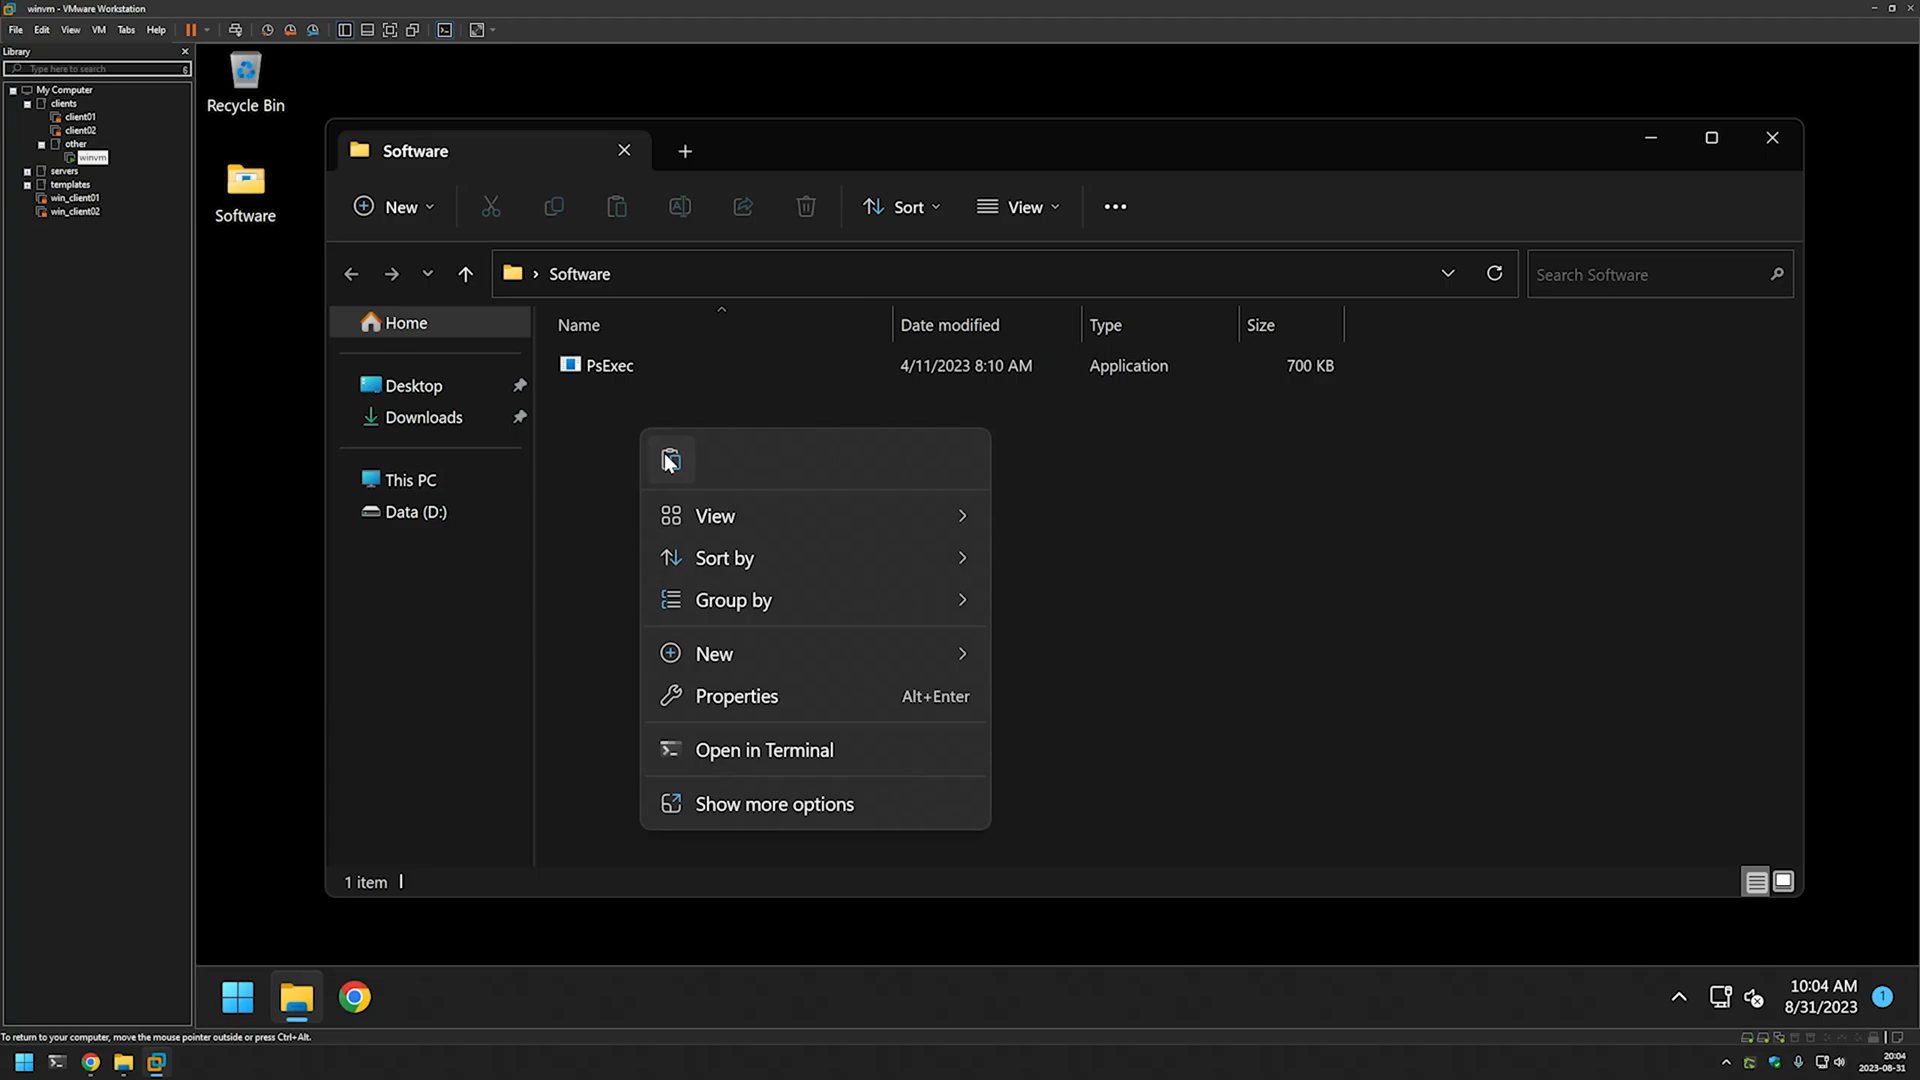 winvm - VMware Workstation
File Edit View VM Tabs Help
Library
Type here to search
My Computer
clients
client01
client02
other
winvm
servers
templates
win_client01
win_client02
Recycle Bin
Software
Software
New Sort View
Software
Search Software
Home
Desktop
Downloads
This PC
Data (D:)
Name Date modified Type Size
PsExec 4/11/2023 8:10 AM Application 700 KB
View
Sort by
Group by
New
Properties Alt+Enter
Open in Terminal
Show more options
1 item
10:04 AM
8/31/2023
1
To return to your computer, move the mouse pointer outside or press Ctrl+Alt.
20:04
2023-08-31